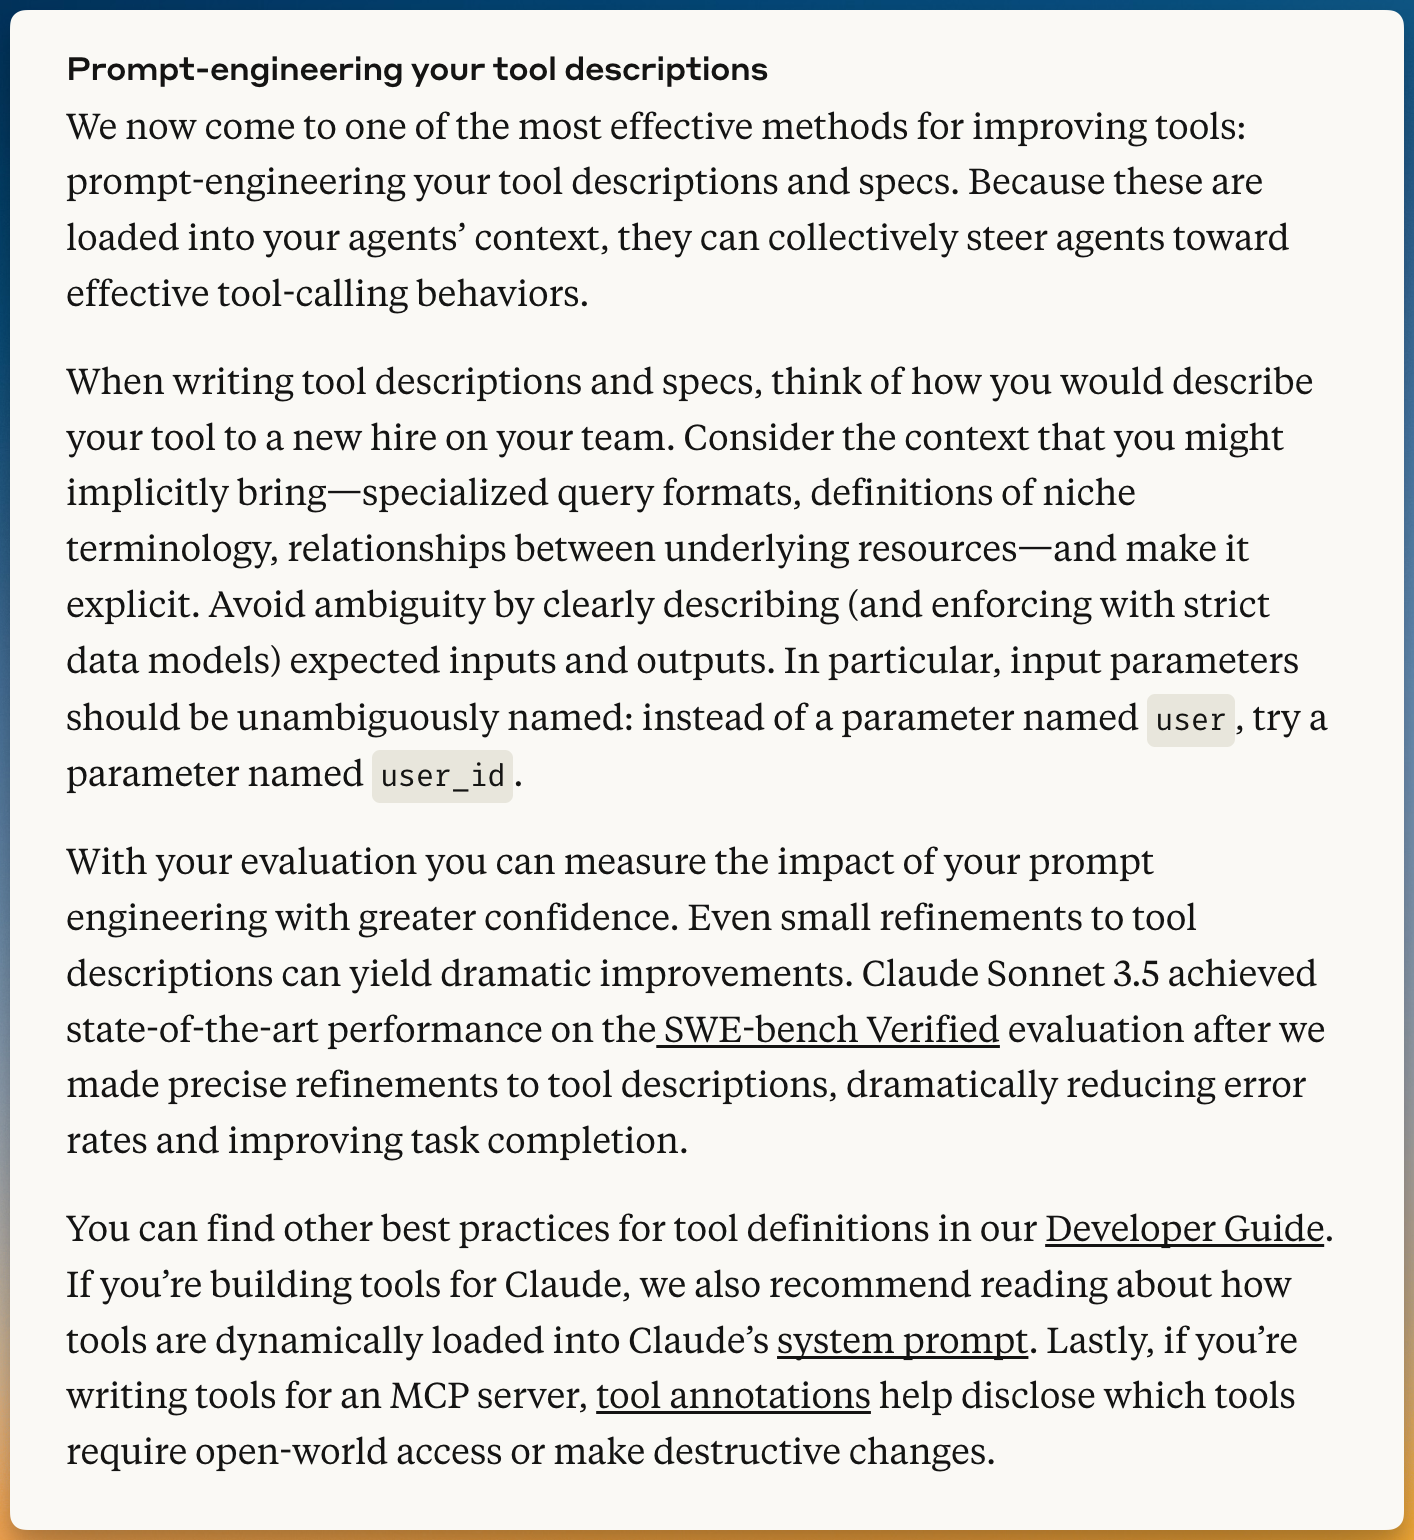 Prompt-engineering your tool descriptions
We now come to one of the most effective methods for improving tools:
prompt-engineering your tool descriptions and specs. Because these are
loaded into your agents’ context, they can collectively steer agents toward
effective tool-calling behaviors.
When writing tool descriptions and specs, think of how you would describe
your tool to a new hire on your team. Consider the context that you might
implicitly bring—specialized query formats, definitions of niche
terminology, relationships between underlying resources—and make it
explicit. Avoid ambiguity by clearly describing (and enforcing with strict
data models) expected inputs and outputs. In particular, input parameters
should be unambiguously named: instead of a parameter named user, try a
parameter named user_id.
With your evaluation you can measure the impact of your prompt
engineering with greater confidence. Even small refinements to tool
descriptions can yield dramatic improvements. Claude Sonnet 3.5 achieved
state-of-the-art performance on the SWE-bench Verified evaluation after we
made precise refinements to tool descriptions, dramatically reducing error
rates and improving task completion.
You can find other best practices for tool definitions in our Developer Guide.
If you’re building tools for Claude, we also recommend reading about how
tools are dynamically loaded into Claude’s system prompt. Lastly, if you’re
writing tools for an MCP server, tool annotations help disclose which tools
require open-world access or make destructive changes.